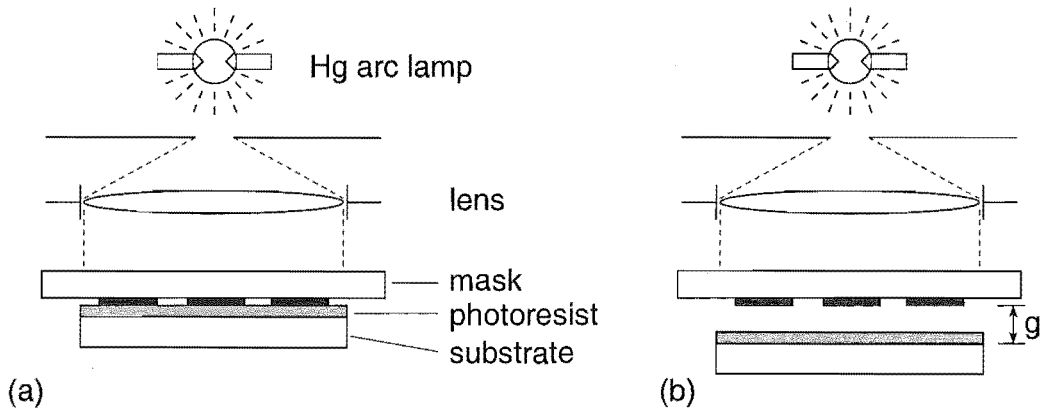 Hg arc lamp
lens
mask
photoresist
substrate
g
(a)
(b)